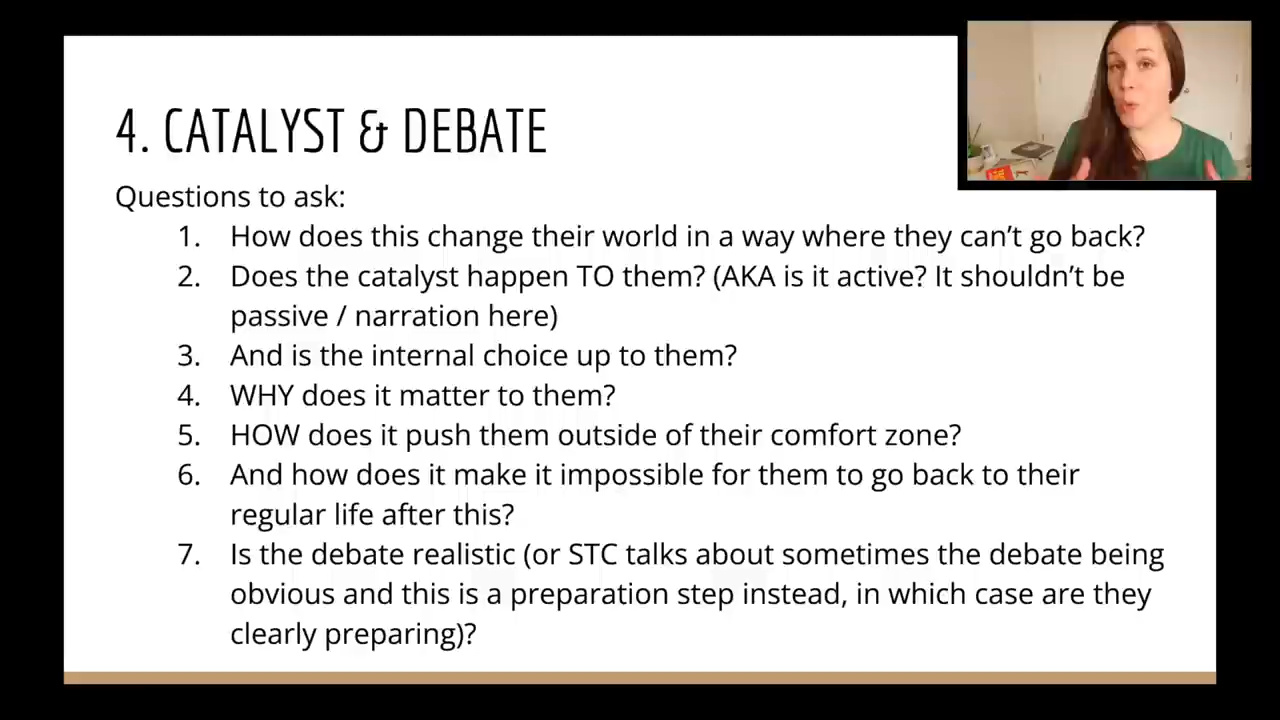 4. CATALYST & DEBATE
Questions to ask:
1. How does this change their world in a way where they can’t go back?
2. Does the catalyst happen TO them? (AKA is it active? It shouldn’t be
passive / narration here)
3. And is the internal choice up to them?
4. WHY does it matter to them?
5. HOW does it push them outside of their comfort zone?
6. And how does it make it impossible for them to go back to their
regular life after this?
7. Is the debate realistic (or STC talks about sometimes the debate being
obvious and this is a preparation step instead, in which case are they
clearly preparing)?